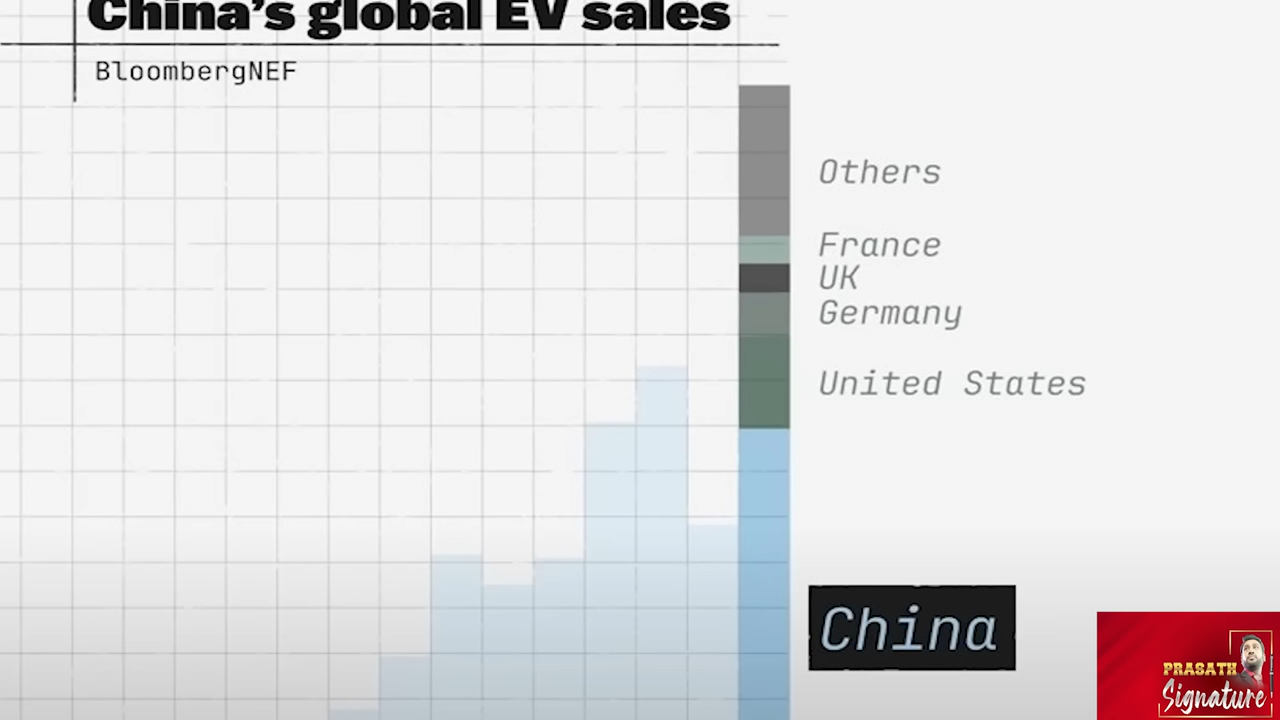 China's global EV sales
BloombergNEF
Others
France
UK
Germany
United States
China
PRASATH
Signature